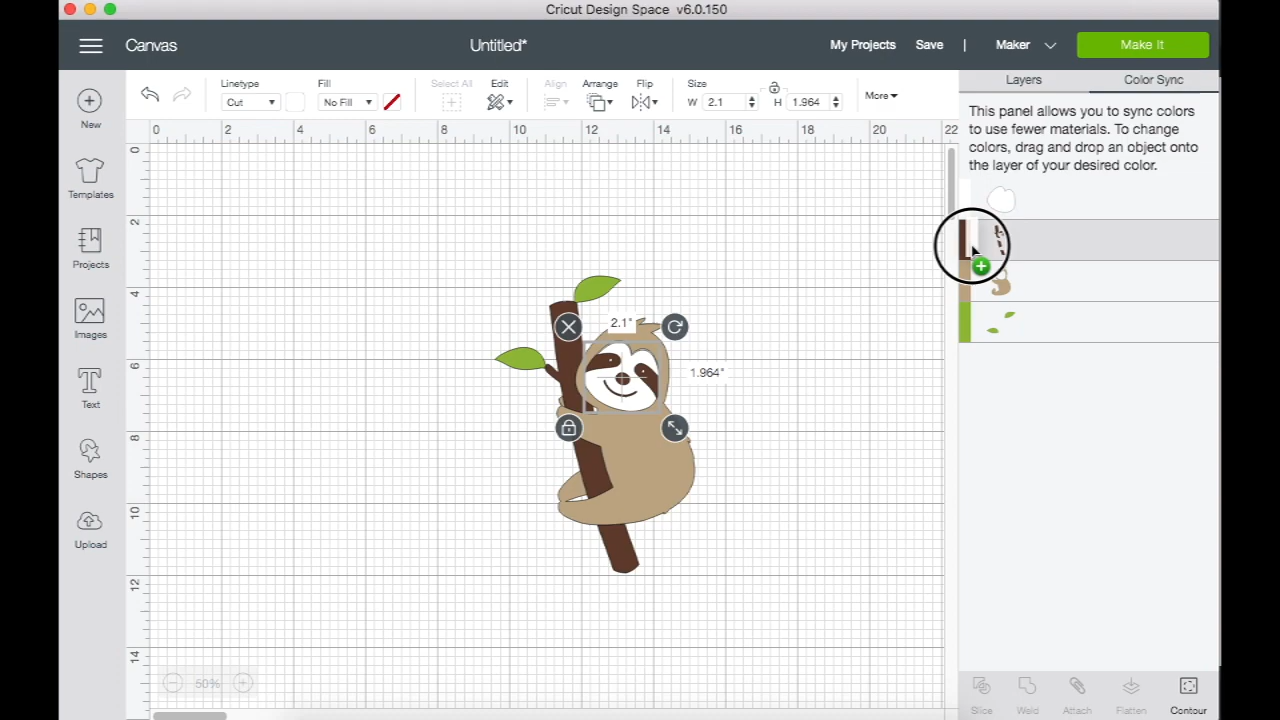 Cricut Design Space v6.0.150
Canvas
Untitled*
My Projects
Save
|
Maker
Make It
Linetype
Cut
Fill
No Fill
Select All
Edit
Align
Arrange
Flip
Size
W 2.1
H 1.964
More
Layers
Color Sync
This panel allows you to sync colors
to use fewer materials. To change
colors, drag and drop an object onto
the layer of your desired color.
New
Templates
Projects
Images
Text
Shapes
Upload
0 2 4 6 8 10 12 14 16 18 20 22
0
2
4
6
8
10
12
14
2.1"
1.964"
50%
Slice
Weld
Attach
Flatten
Contour